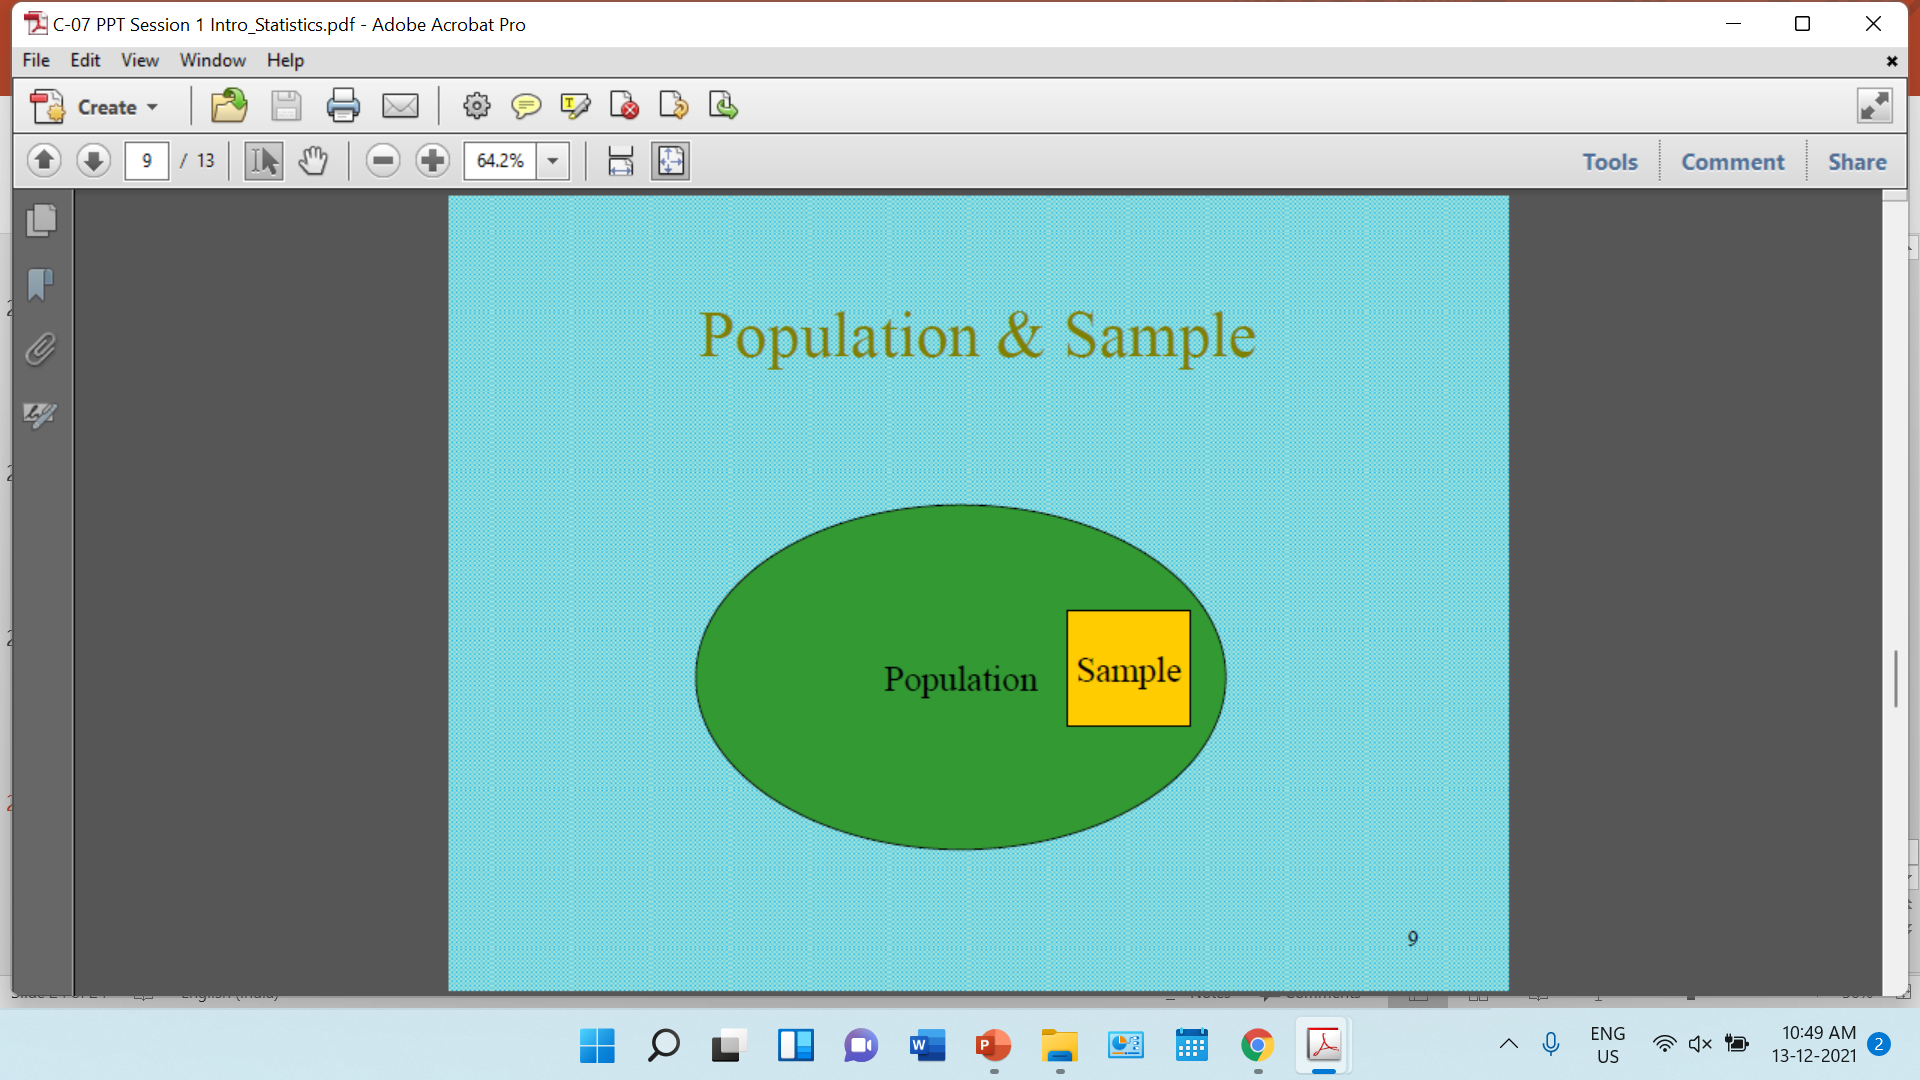 C-07 PPT Session 1 Intro_Statistics.pdf - Adobe Acrobat Pro
File Edit View Window Help
Create
9 / 13 64.2% Tools Comment Share
Population & Sample
Population Sample
9
ENG
US
10:49 AM
13-12-2021
2